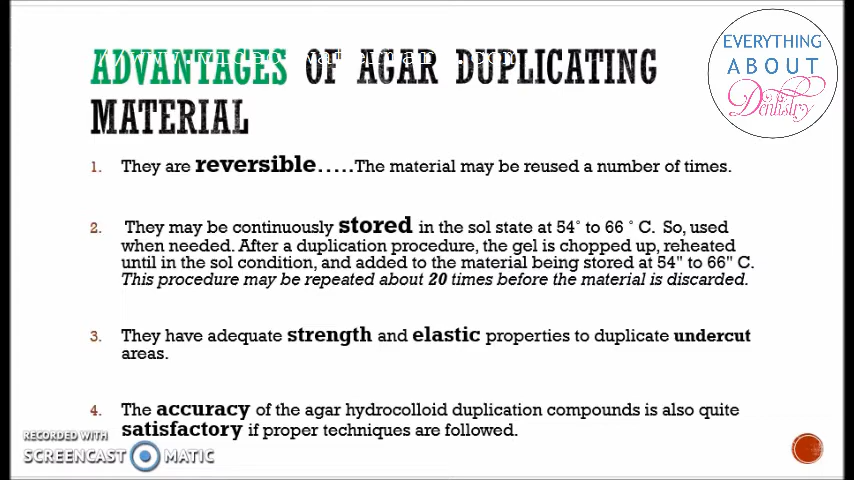 ADVANTAGES OF AGAR DUPLICATING
MATERIAL
EVERYTHING
ABOUT
Dentistry
1. They are reversible.....The material may be reused a number of times.
2. They may be continuously stored in the sol state at 54˚ to 66 ˚ C. So, used
when needed. After a duplication procedure, the gel is chopped up, reheated
until in the sol condition, and added to the material being stored at 54" to 66" C.
This procedure may be repeated about 20 times before the material is discarded.
3. They have adequate strength and elastic properties to duplicate undercut
areas.
4. The accuracy of the agar hydrocolloid duplication compounds is also quite
satisfactory if proper techniques are followed.
RECORDED WITH
SCREENCAST MATIC